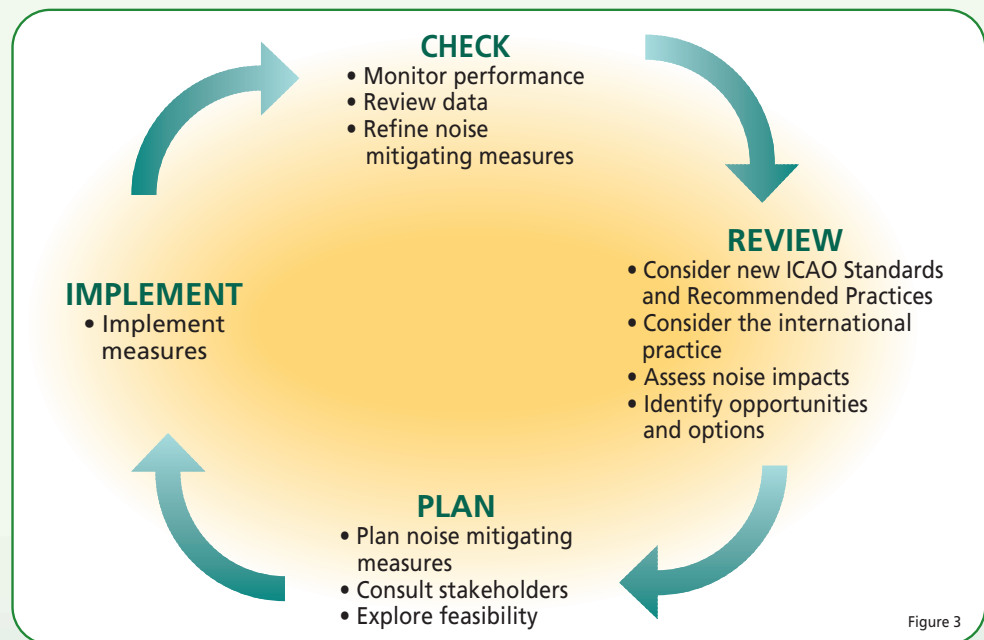 CHECK
• Monitor performance
• Review data
• Refine noise
mitigating measures
REVIEW
• Consider new ICAO Standards
and Recommended Practices
• Consider the international
practice
• Assess noise impacts
• Identify opportunities
and options
PLAN
• Plan noise mitigating
measures
• Consult stakeholders
• Explore feasibility
IMPLEMENT
• Implement
measures
Figure 3